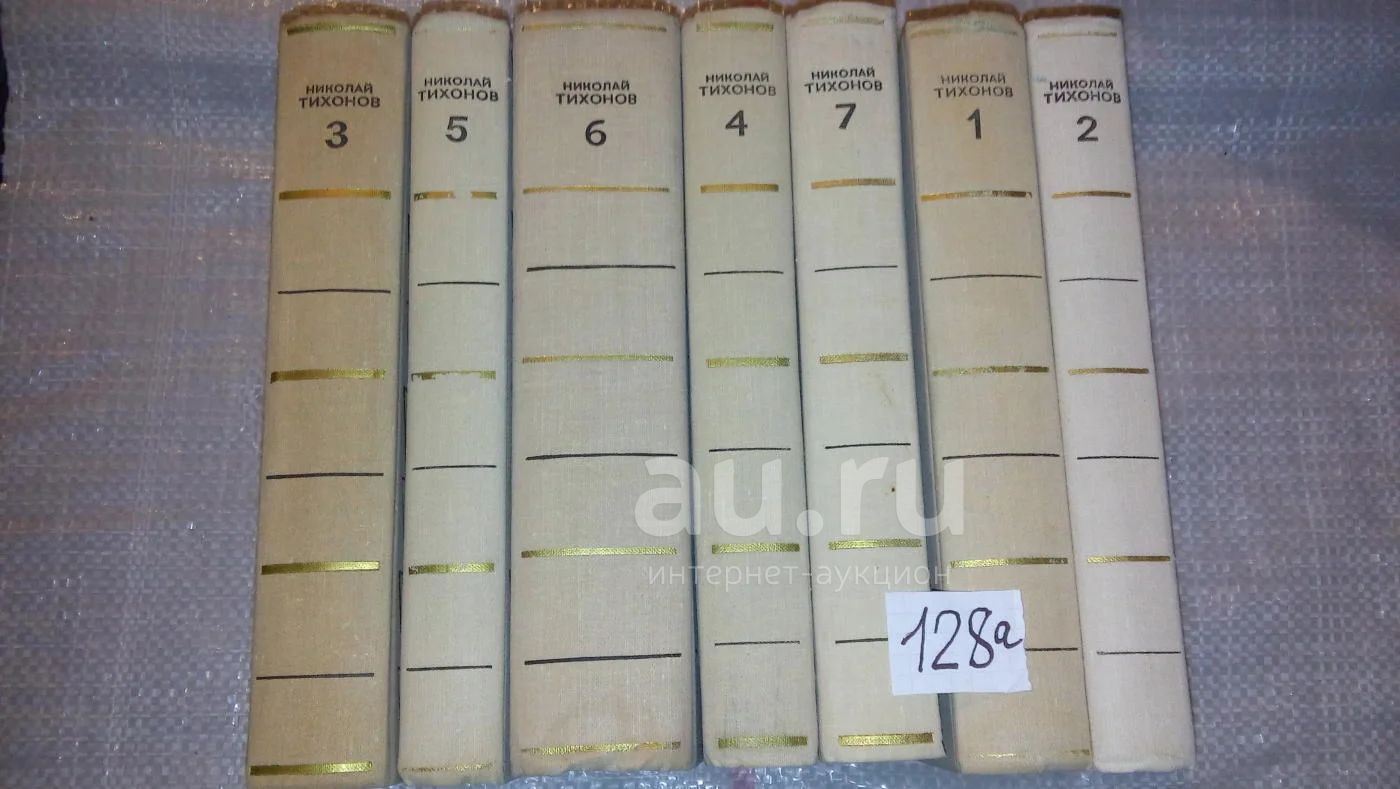 НИКОЛАЙ
ТИХОНОВ
3
НИКОЛАЙ
ТИХОНОВ
5
НИКОЛАЙ
ТИХОНОВ
6
НИКОЛАЙ
ТИХОНОВ
4
НИКОЛАЙ
ТИХОНОВ
7
НИКОЛАЙ
ТИХОНОВ
1
НИКОЛАЙ
ТИХОНОВ
2
au.ru
интернет-аукцион
128а